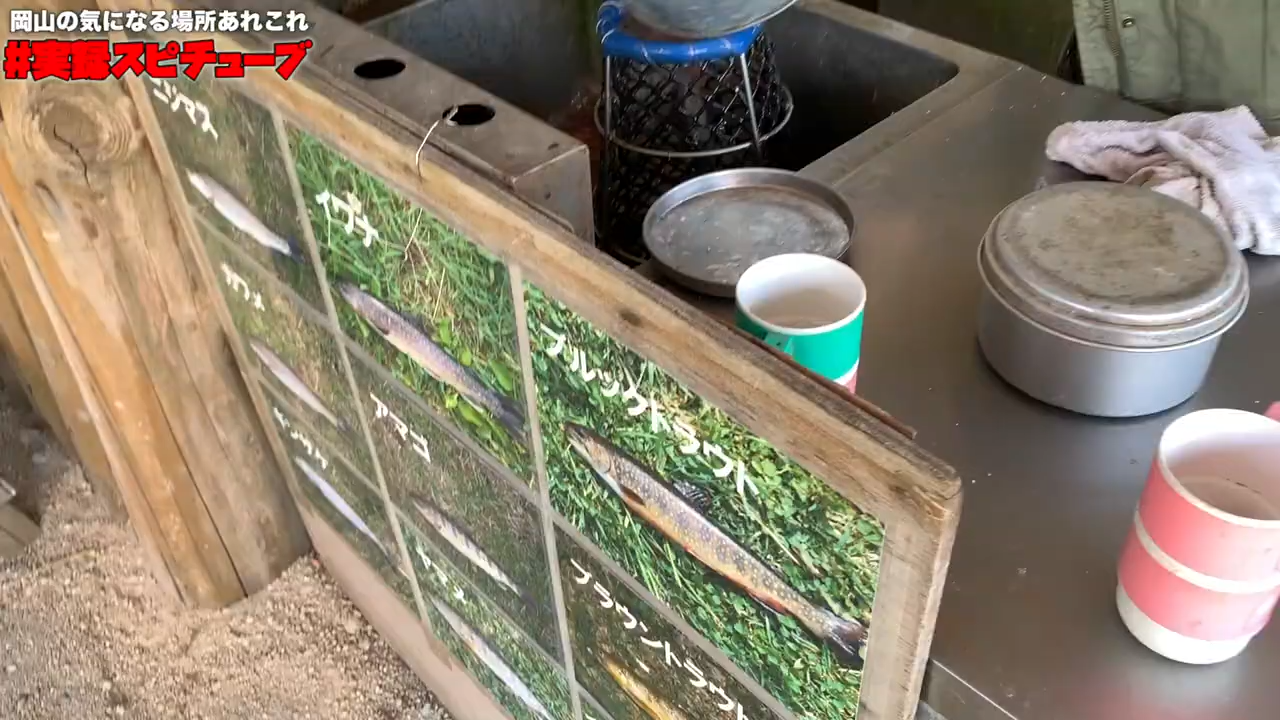 岡山の気になる場所あれこれ
#実録スピチューブ
ニジマス
イワナ
ブルックトラウト
カワメ
アマゴ
ブラウントラウト